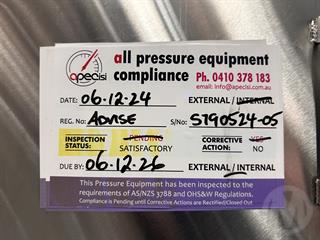 apecisi
all pressure equipment
compliance Ph. 0410 378 183
email: info@apecisi.com.au
DATE: 06.12.24 EXTERNAL / INTERNAL
REG. No: ADVISE S/No: S790524-05
INSPECTION STATUS: PENDING SATISFACTORY CORRECTIVE ACTION: YES NO
DUE BY: 06.12.26 EXTERNAL / INTERNAL
This Pressure Equipment has been inspected to the
requirements of AS/NZS 3788 and OHS&W Regulations.
Compliance is Pending until Corrective Actions are Rectified/Closed Out